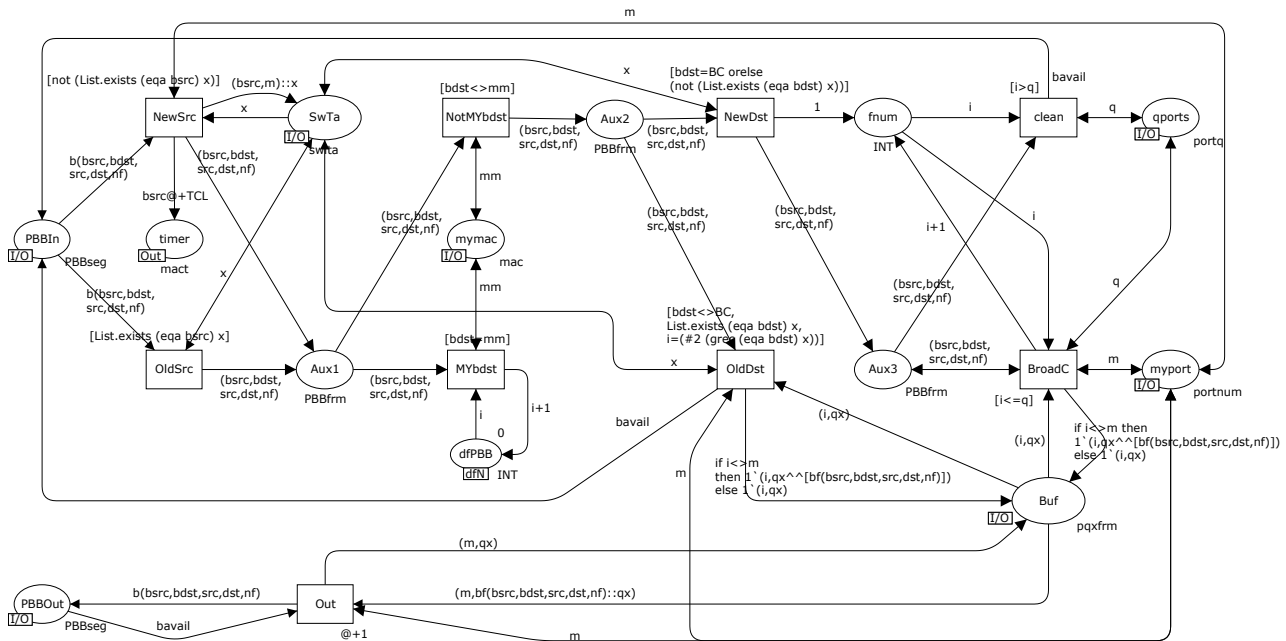 m
[not (List.exists (eqa bsrc) x)]
(bsrc,m)::x
x
[bdst=BC orelse
(not (List.exists (eqa bdst) x))]
[i>q]
bavail
[bdst<>mm]
NewSrc
x
SwTa
I/O
swita
NotMYbdst
(bsrc,bdst,
src,dst,nf)
Aux2
PBBfrm
(bsrc,bdst,
src,dst,nf)
NewDst
1
fnum
INT
i
clean
q
qports
I/O
portq
b(bsrc,bdst,
src,dst,nf)
(bsrc,bdst,
src,dst,nf)
mm
bsrc@+TCL
(bsrc,bdst,
src,dst,nf)
(bsrc,bdst,
src,dst,nf)
(bsrc,bdst,
src,dst,nf)
i
i+1
PBBIn
I/O
PBBseg
timer
Out
mact
mymac
I/O
mac
x
b(bsrc,bdst,
src,dst,nf)
mm
(bsrc,bdst,
src,dst,nf)
q
[List.exists (eqa bsrc) x]
[bdst=mm]
[bdst<>BC,
List.exists (eqa bdst) x,
i=(#2 (grec (eqa bdst) x))]
OldSrc
(bsrc,bdst,
src,dst,nf)
Aux1
PBBfrm
(bsrc,bdst,
src,dst,nf)
MYbdst
x
OldDst
Aux3
PBBfrm
(bsrc,bdst,
src,dst,nf)
BroadC
[i<=q]
m
myport
I/O
portnum
i
i+1
0
dfPBB
dfN
INT
bavail
(i,qx)
(i,qx)
if i<>m then
1`(i,qx^^[bf(bsrc,bdst,src,dst,nf)])
else 1`(i,qx)
m
if i<>m
then 1`(i,qx^^[bf(bsrc,bdst,src,dst,nf)])
else 1`(i,qx)
Buf
I/O
pqxfrm
(m,qx)
PBBOut
I/O
PBBseg
b(bsrc,bdst,src,dst,nf)
bavail
Out
@+1
(m,bf(bsrc,bdst,src,dst,nf)::qx)
m